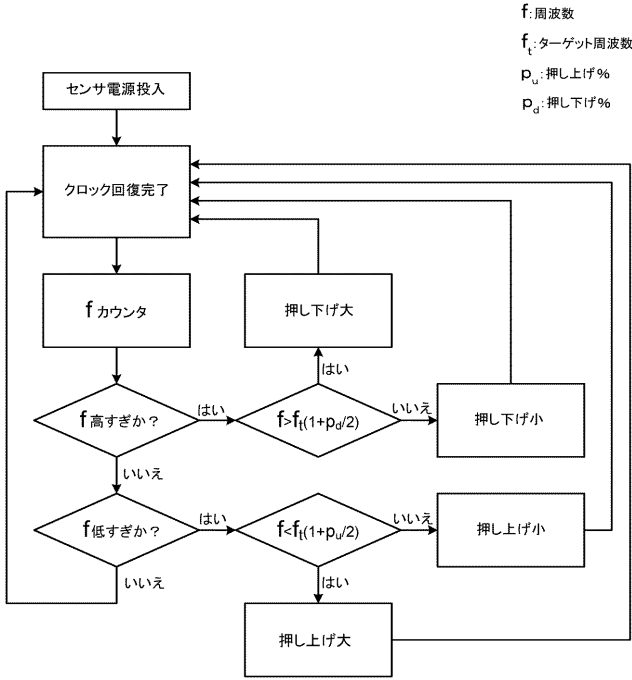 f:周波数
ft:ターゲット周波数
pu:押し上げ%
pd:押し下げ%
センサ電源投入
クロック回復完了
f カウンタ
押し下げ大
はい
f 高すぎか?
はい
f>ft(1+pd/2)
いいえ
押し下げ小
いいえ
f低すぎか?
はい
f<ft(1+pu/2)
いいえ
押し上げ小
いいえ
はい
押し上げ大